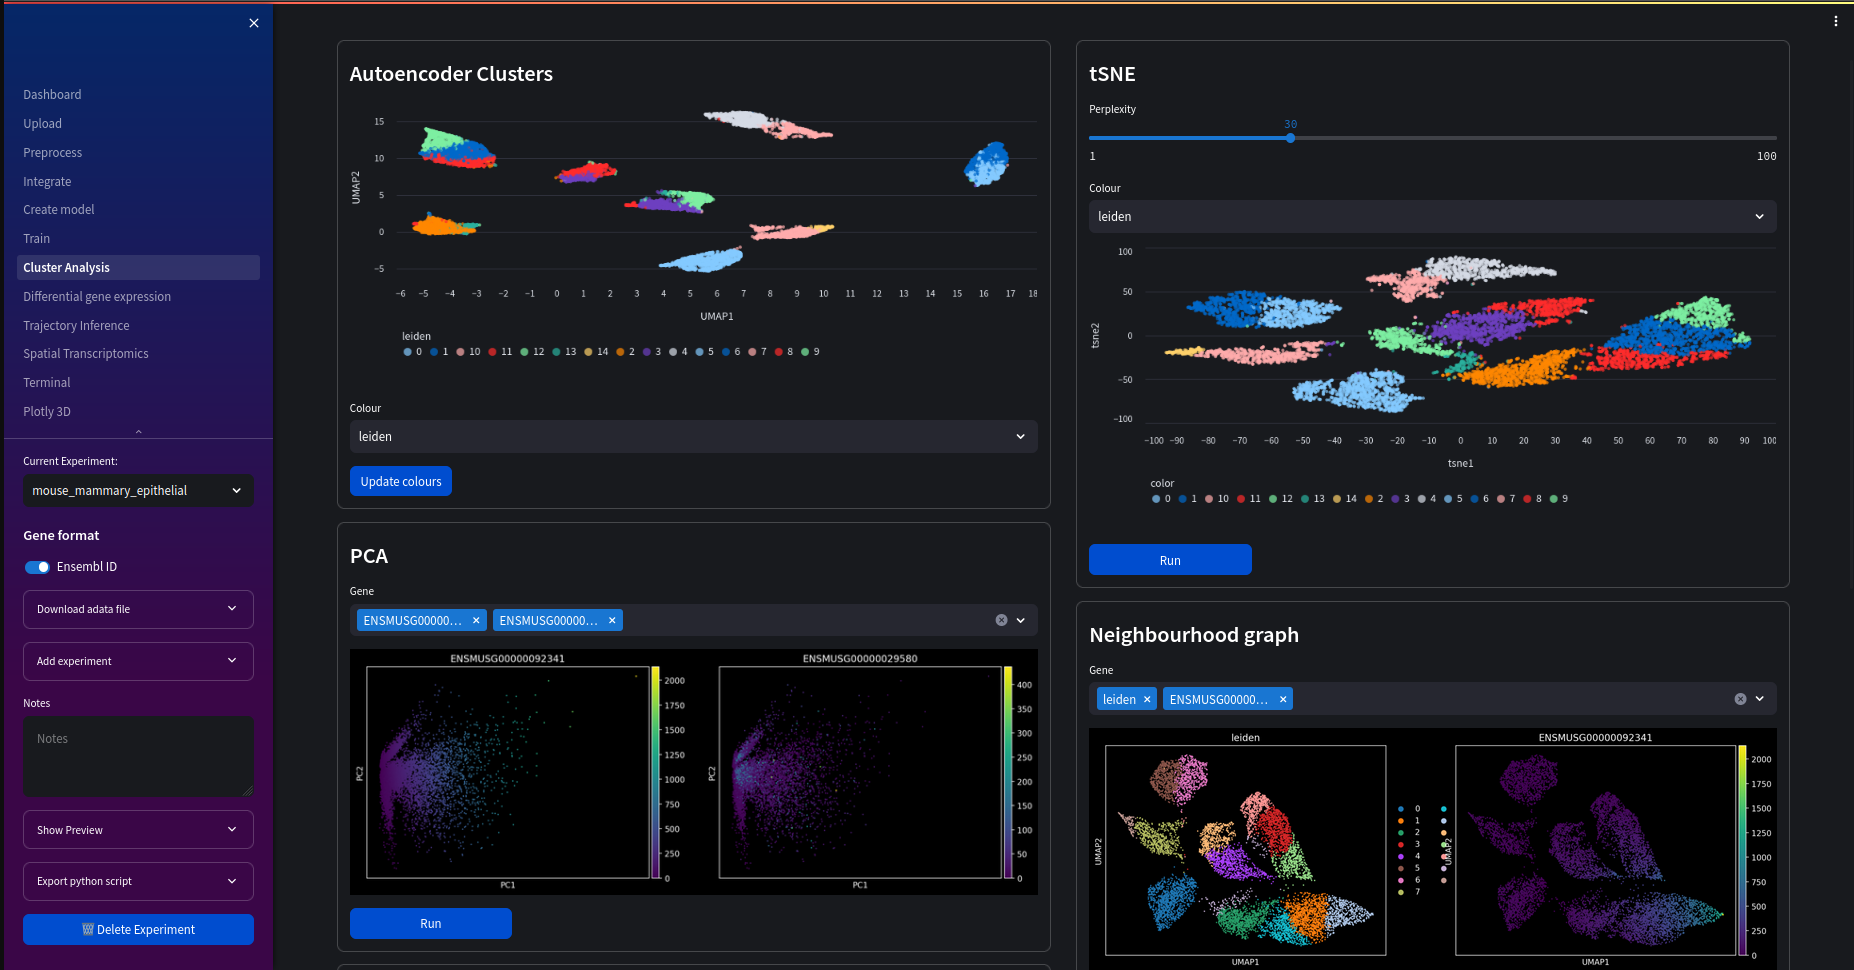 Dashboard
Upload
Preprocess
Integrate
Create model
Train
Cluster Analysis
Differential gene expression
Trajectory Inference
Spatial Transcriptomics
Terminal
Plotly 3D
Current Experiment:
mouse_mammary_epithelial
Gene format
Ensembl ID
Download adata file
Add experiment
Notes
Notes
Show Preview
Export python script
Delete Experiment
Autoencoder Clusters
15
10
5
0
−5
UMAP2
−6 −5 −4 −3 −2 −1 0 1 2 3 4 5 6 7 8 9 10 11 12 13 14 15 16 17 18
UMAP1
leiden
0 1 10 11 12 13 14 2 3 4 5 6 7 8 9
Colour
leiden
Update colours
PCA
Gene
ENSMUSG00000... ENSMUSG00000...
ENSMUSG00000092341
PC2
PC1
2000
1750
1500
1250
1000
750
500
250
0
ENSMUSG00000029580
PC2
PC1
400
350
300
250
200
150
100
50
0
Run
tSNE
Perplexity
30
1 100
Colour
leiden
100
50
0
−50
−100
tsne2
−100 −90 −80 −70 −60 −50 −40 −30 −20 −10 0 10 20 30 40 50 60 70 80 90 100
tsne1
color
0 1 10 11 12 13 14 2 3 4 5 6 7 8 9
Run
Neighbourhood graph
Gene
leiden ENSMUSG00000...
leiden
UMAP2
UMAP1
0
1
2
3
4
5
6
7
ENSMUSG00000092341
UMAP2
UMAP1
2000
1750
1500
1250
1000
750
500
250
0